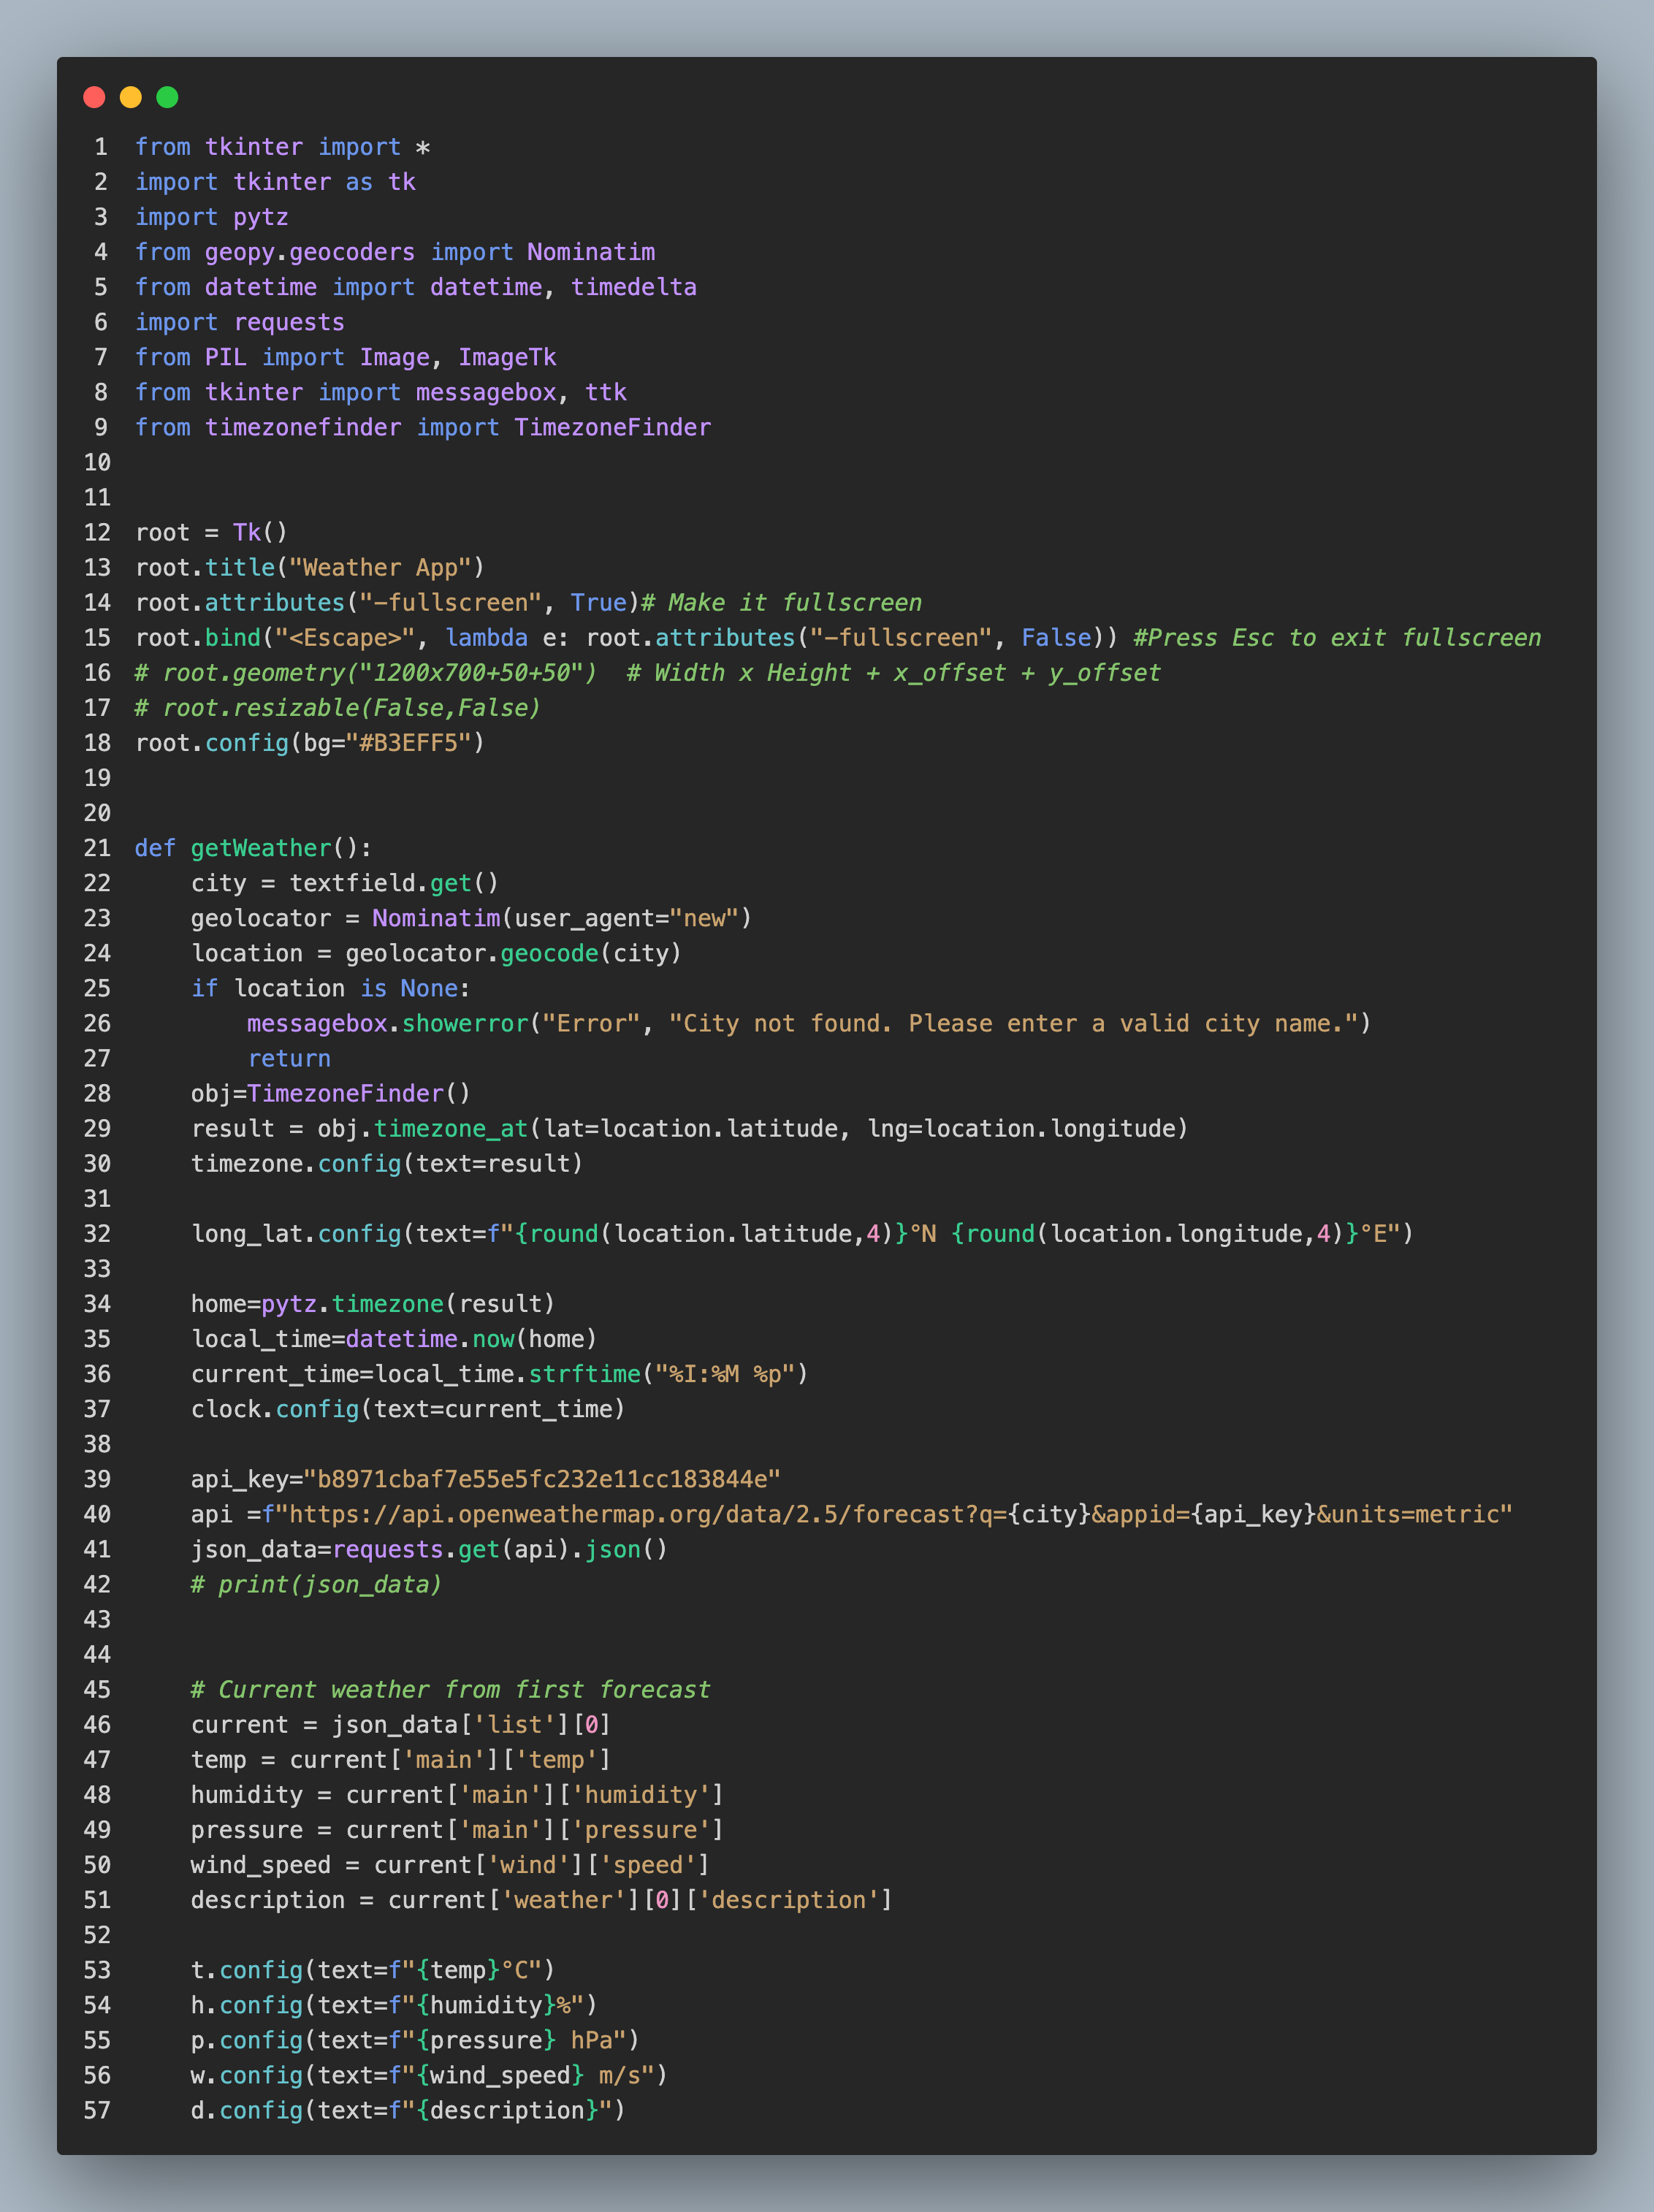 1 from tkinter import *
2 import tkinter as tk
3 import pytz
4 from geopy.geocoders import Nominatim
5 from datetime import datetime, timedelta
6 import requests
7 from PIL import Image, ImageTk
8 from tkinter import messagebox, ttk
9 from timezonefinder import TimezoneFinder
10
11
12 root = Tk()
13 root.title("Weather App")
14 root.attributes("-fullscreen", True)# Make it fullscreen
15 root.bind("<Escape>", lambda e: root.attributes("-fullscreen", False)) #Press Esc to exit fullscreen
16 # root.geometry("1200x700+50+50")  # Width x Height + x_offset + y_offset
17 # root.resizable(False,False)
18 root.config(bg="#B3EFF5")
19
20
21 def getWeather():
22     city = textfield.get()
23     geolocator = Nominatim(user_agent="new")
24     location = geolocator.geocode(city)
25     if location is None:
26         messagebox.showerror("Error", "City not found. Please enter a valid city name.")
27         return
28     obj=TimezoneFinder()
29     result = obj.timezone_at(lat=location.latitude, lng=location.longitude)
30     timezone.config(text=result)
31
32     long_lat.config(text=f"{round(location.latitude,4)}°N {round(location.longitude,4)}°E")
33
34     home=pytz.timezone(result)
35     local_time=datetime.now(home)
36     current_time=local_time.strftime("%I:%M %p")
37     clock.config(text=current_time)
38
39     api_key="b8971cbaf7e55e5fc232e11cc183844e"
40     api =f"https://api.openweathermap.org/data/2.5/forecast?q={city}&appid={api_key}&units=metric"
41     json_data=requests.get(api).json()
42     # print(json_data)
43
44
45     # Current weather from first forecast
46     current = json_data['list'][0]
47     temp = current['main']['temp']
48     humidity = current['main']['humidity']
49     pressure = current['main']['pressure']
50     wind_speed = current['wind']['speed']
51     description = current['weather'][0]['description']
52
53     t.config(text=f"{temp}°C")
54     h.config(text=f"{humidity}%")
55     p.config(text=f"{pressure} hPa")
56     w.config(text=f"{wind_speed} m/s")
57     d.config(text=f"{description}")